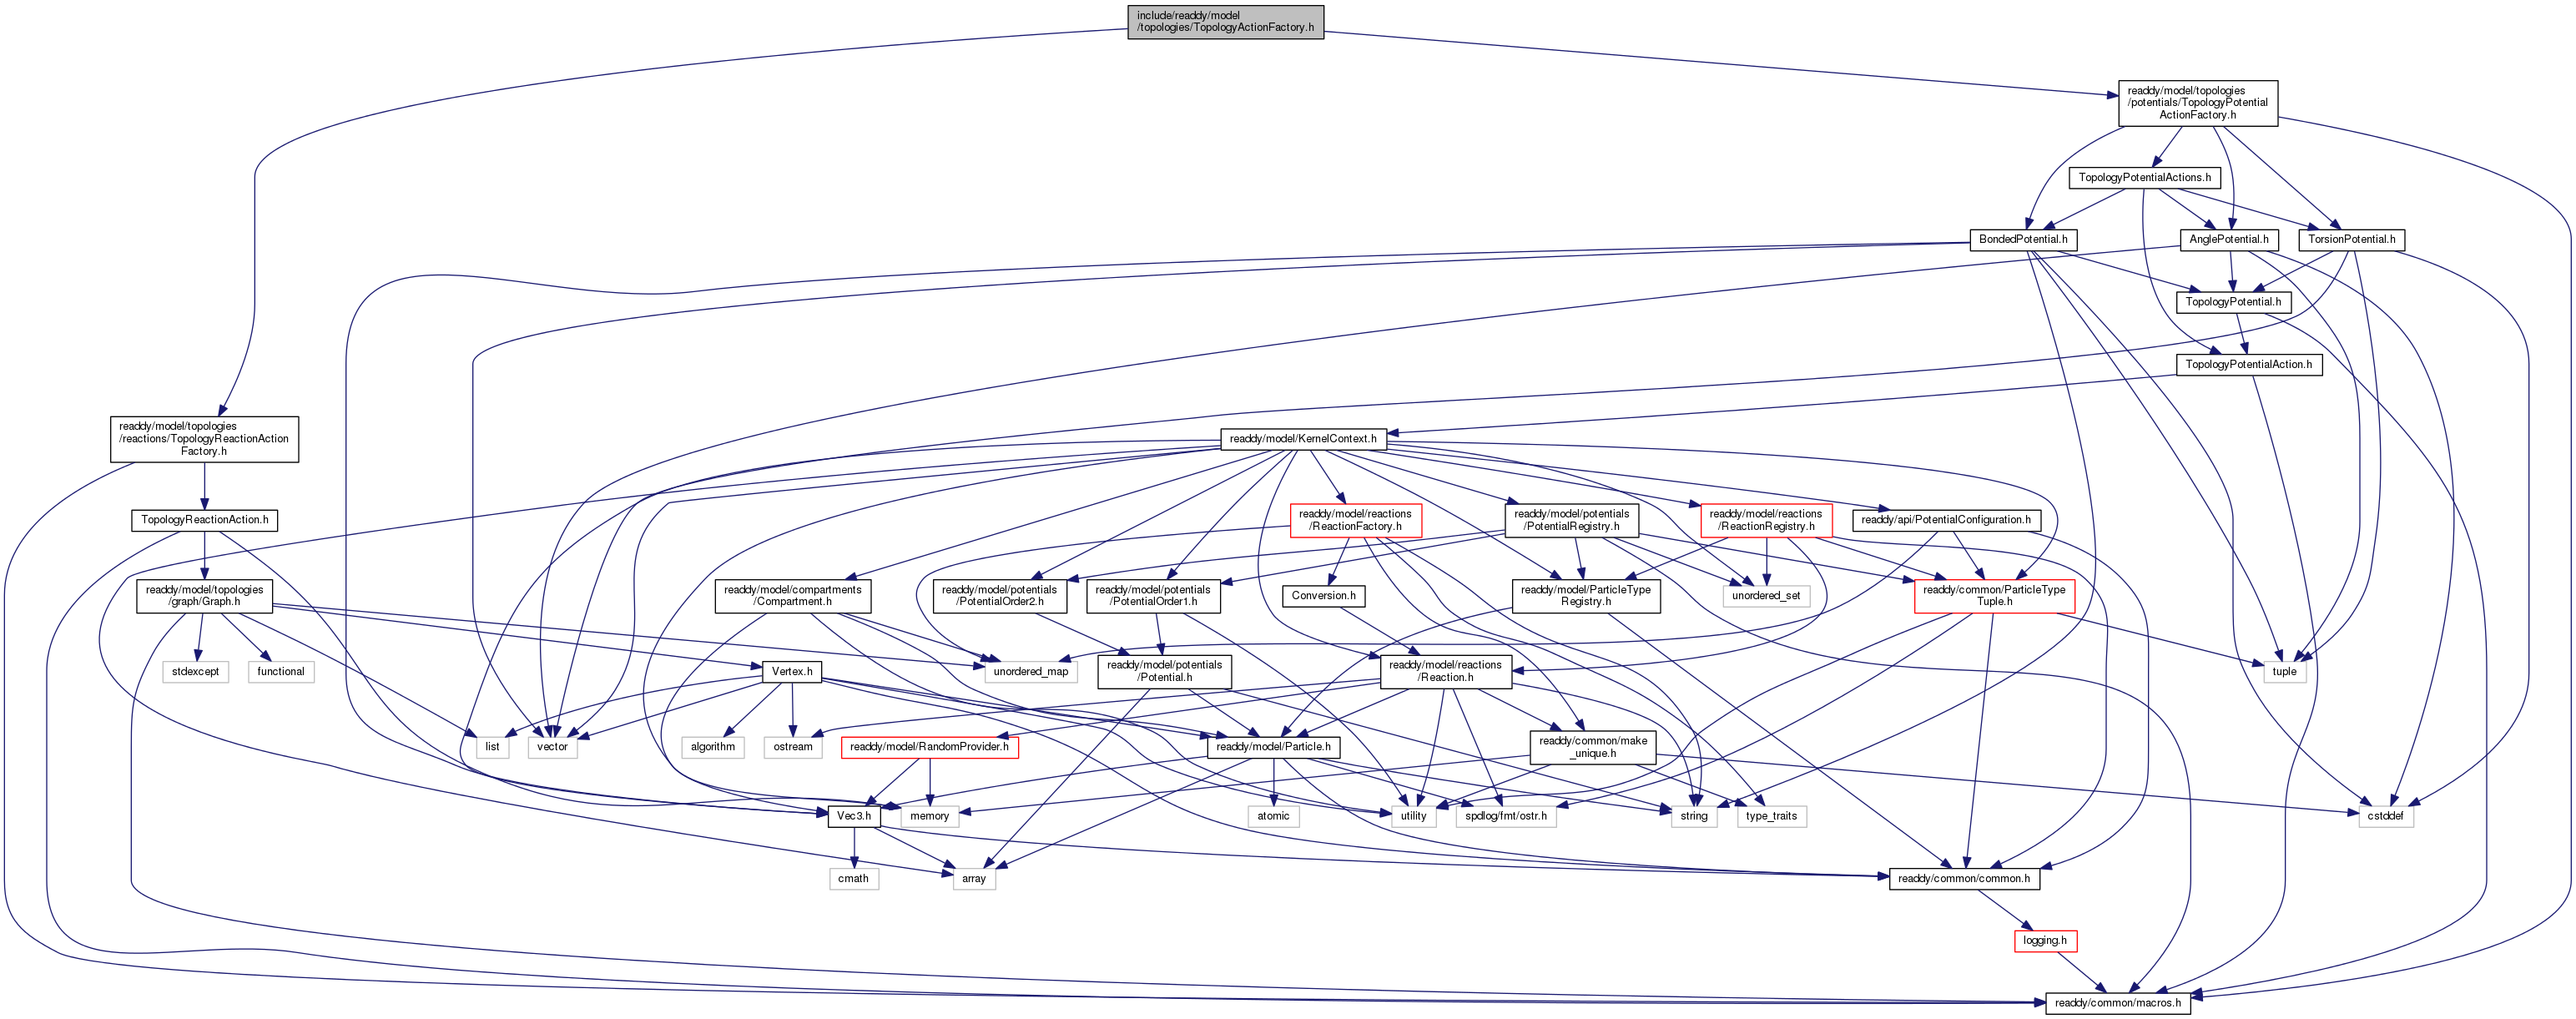 include/readdy/model
/topologies/TopologyActionFactory.h
readdy/model/topologies
/potentials/TopologyPotential
ActionFactory.h
TopologyPotentialActions.h
BondedPotential.h
AnglePotential.h
TorsionPotential.h
TopologyPotential.h
TopologyPotentialAction.h
readdy/model/topologies
/reactions/TopologyReactionAction
Factory.h
readdy/model/KernelContext.h
TopologyReactionAction.h
readdy/model/reactions
/ReactionFactory.h
readdy/model/potentials
/PotentialRegistry.h
readdy/model/reactions
/ReactionRegistry.h
readdy/api/PotentialConfiguration.h
readdy/model/topologies
/graph/Graph.h
readdy/model/compartments
/Compartment.h
readdy/model/potentials
/PotentialOrder2.h
readdy/model/potentials
/PotentialOrder1.h
Conversion.h
readdy/model/ParticleType
Registry.h
unordered_set
readdy/common/ParticleType
Tuple.h
stdexcept
functional
Vertex.h
unordered_map
readdy/model/potentials
/Potential.h
readdy/model/reactions
/Reaction.h
tuple
list
vector
algorithm
ostream
readdy/model/RandomProvider.h
readdy/model/Particle.h
readdy/common/make
_unique.h
Vec3.h
memory
atomic
utility
spdlog/fmt/ostr.h
string
type_traits
cstddef
cmath
array
readdy/common/common.h
logging.h
readdy/common/macros.h